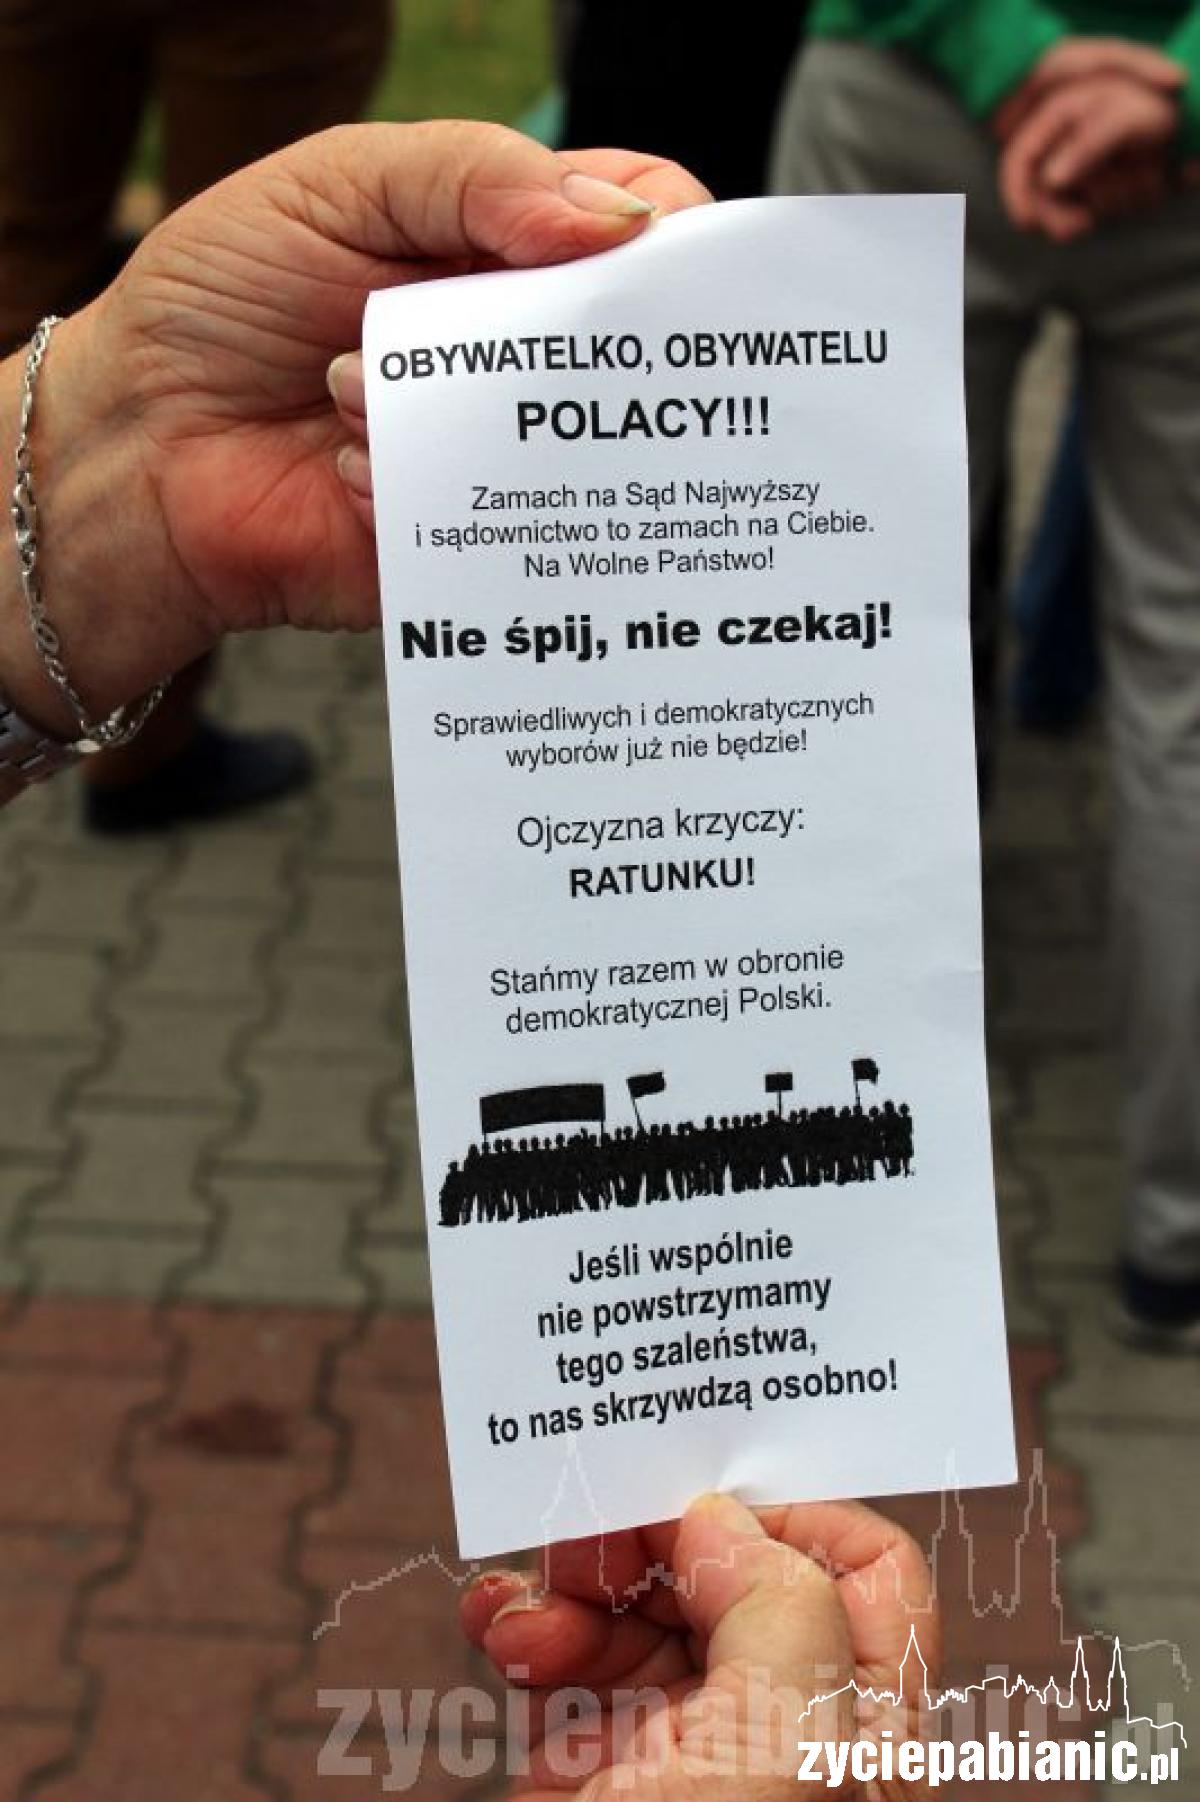 OBYWATELKO, OBYWATELU
POLACY!!!
Zamach na Sąd Najwyższy
i sądownictwo to zamach na Ciebie.
Na Wolne Państwo!
Nie śpij, nie czekaj!
Sprawiedliwych i demokratycznych
wyborów już nie będzie!
Ojczyzna krzyczy:
RATUNKU!
Stańmy razem w obronie
demokratycznej Polski.
Jeśli wspólnie
nie powstrzymamy
tego szaleństwa,
to nas skrzywdzą osobno!
zyciepabianic.pl
zyciepabianic.pl